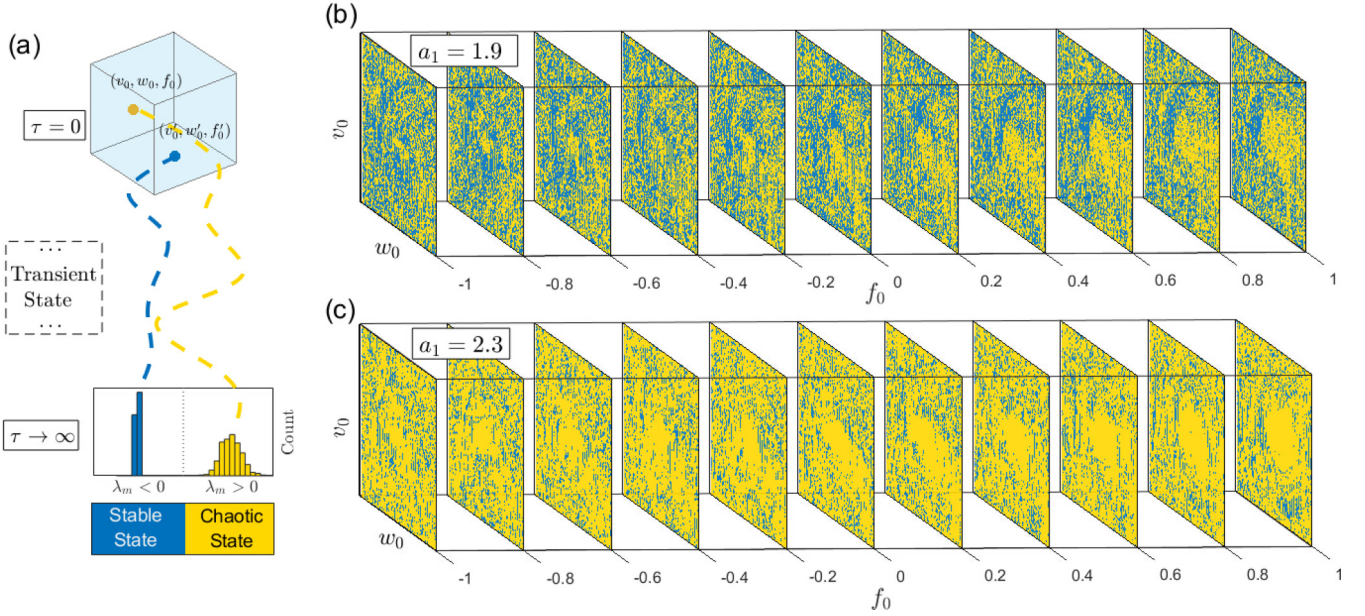 (a)
(v₀, w₀, f₀)
τ = 0
(v₀′, w₀′, f₀′)
...
Transient
State
...
τ → ∞
Count
λₘ < 0 λₘ > 0
Stable Chaotic
State State
(b)
a₁ = 1.9
v₀
w₀
-1 -0.8 -0.6 -0.4 -0.2 0 0.2 0.4 0.6 0.8 1
f₀
(c)
a₁ = 2.3
v₀
w₀
-1 -0.8 -0.6 -0.4 -0.2 0 0.2 0.4 0.6 0.8 1
f₀